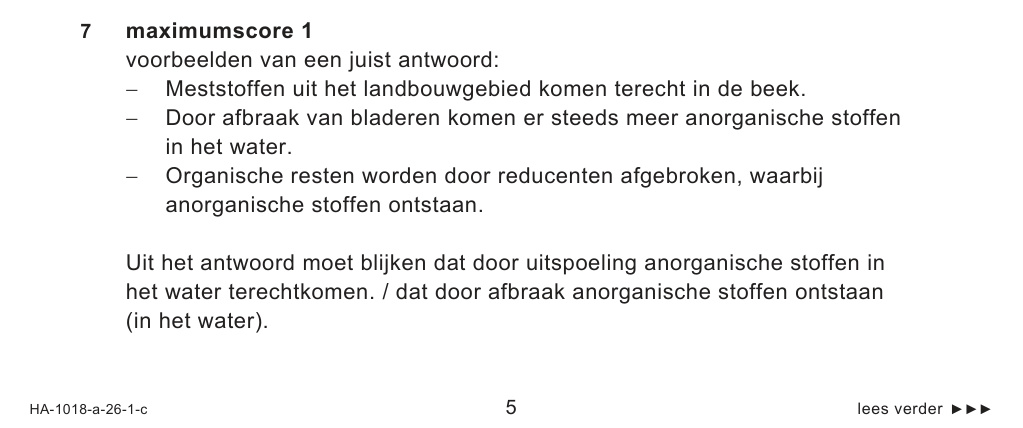 7 maximumscore 1
voorbeelden van een juist antwoord:
– Meststoffen uit het landbouwgebied komen terecht in de beek.
– Door afbraak van bladeren komen er steeds meer anorganische stoffen
in het water.
– Organische resten worden door reducenten afgebroken, waarbij
anorganische stoffen ontstaan.
Uit het antwoord moet blijken dat door uitspoeling anorganische stoffen in
het water terechtkomen. / dat door afbraak anorganische stoffen ontstaan
(in het water).
HA-1018-a-26-1-c 5 lees verder ►►►